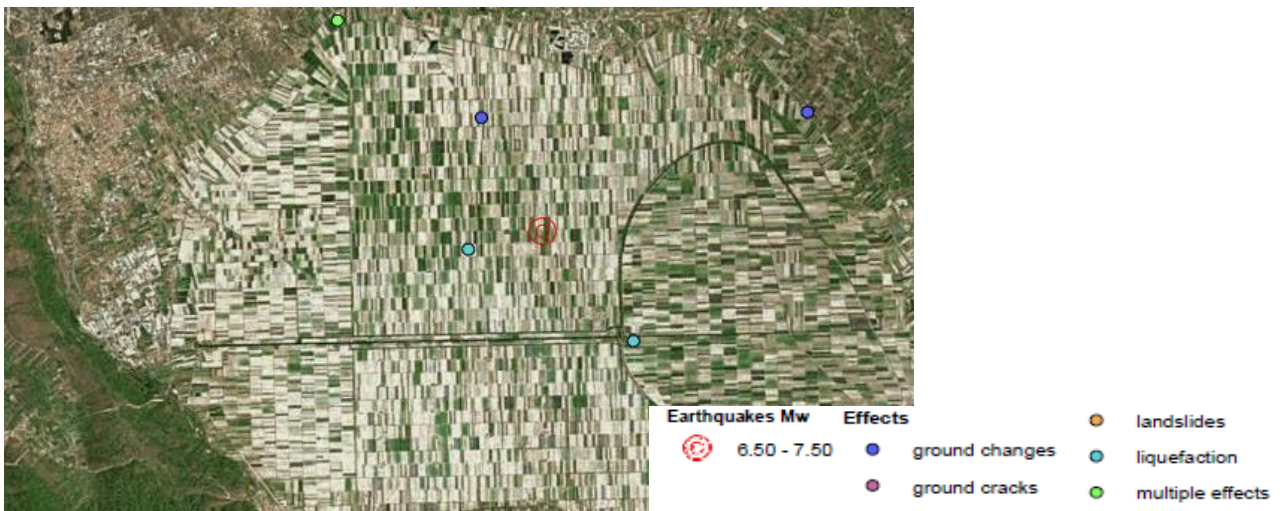 Earthquakes Mw
6.50 - 7.50
Effects
ground changes
ground cracks
landslides
liquefaction
multiple effects